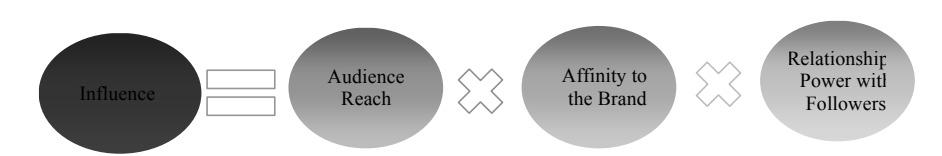 Influence
Audience
Reach
Affinity to
the Brand
Relationship
Power with
Followers